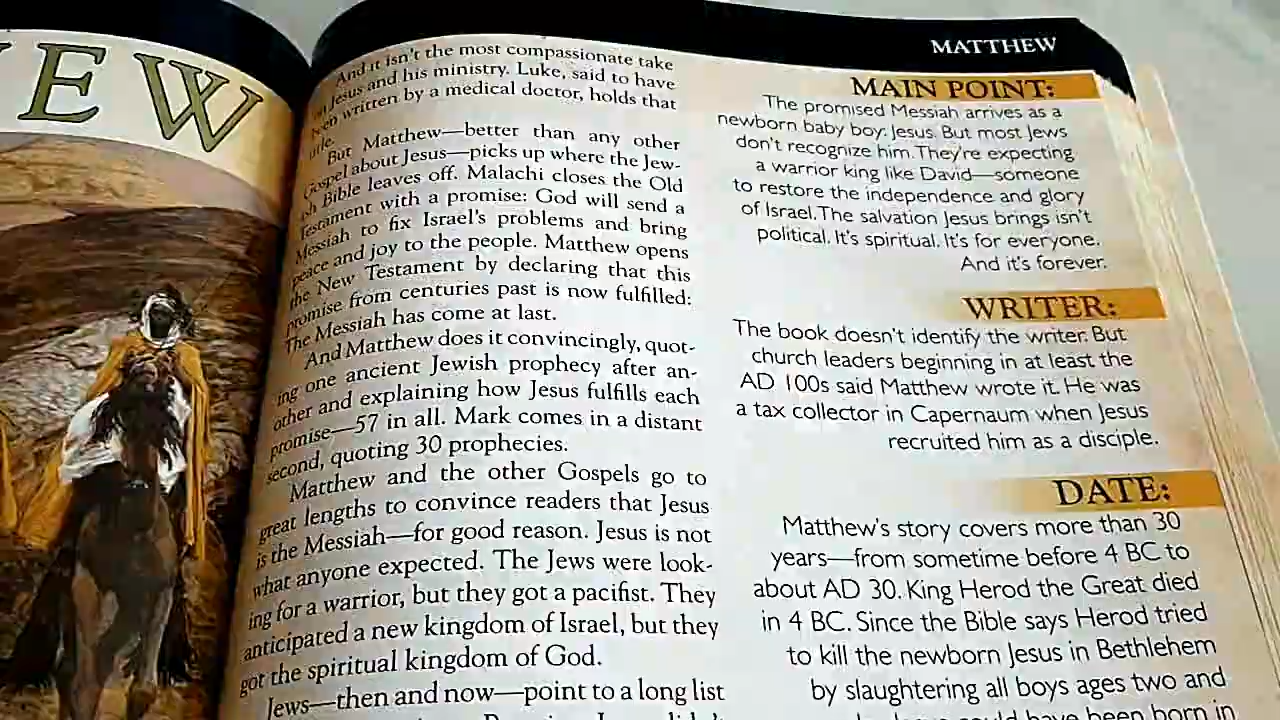 EW
And it isn't the most compassionate take
on Jesus and his ministry. Luke, said to have
been written by a medical doctor, holds that
title.
But Matthew—better than any other
Gospel about Jesus—picks up where the Jew-
ish Bible leaves off. Malachi closes the Old
Testament with a promise: God will send a
Messiah to fix Israel's problems and bring
peace and joy to the people. Matthew opens
the New Testament by declaring that this
promise from centuries past is now fulfilled:
The Messiah has come at last.
And Matthew does it convincingly, quot-
ing one ancient Jewish prophecy after an-
other and explaining how Jesus fulfills each
promise—57 in all. Mark comes in a distant
second, quoting 30 prophecies.
Matthew and the other Gospels go to
great lengths to convince readers that Jesus
is the Messiah—for good reason. Jesus is not
what anyone expected. The Jews were look-
ing for a warrior, but they got a pacifist. They
anticipated a new kingdom of Israel, but they
got the spiritual kingdom of God.
Jews—then and now—point to a long list
MATTHEW
MAIN POINT:
The promised Messiah arrives as a
newborn baby boy: Jesus. But most Jews
don't recognize him. They're expecting
a warrior king like David—someone
to restore the independence and glory
of Israel. The salvation Jesus brings isn't
political. It's spiritual. It's for everyone.
And it's forever.
WRITER:
The book doesn't identify the writer. But
church leaders beginning in at least the
AD 100s said Matthew wrote it. He was
a tax collector in Capernaum when Jesus
recruited him as a disciple.
DATE:
Matthew's story covers more than 30
years—from sometime before 4 BC to
about AD 30. King Herod the Great died
in 4 BC. Since the Bible says Herod tried
to kill the newborn Jesus in Bethlehem
by slaughtering all boys ages two and
have been born in